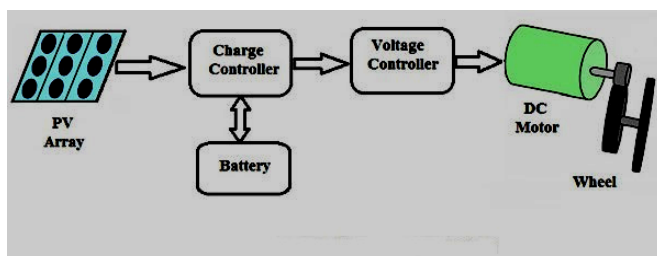 Charge
Controller
Voltage
Controller
PV
Array
Battery
DC
Motor
Wheel